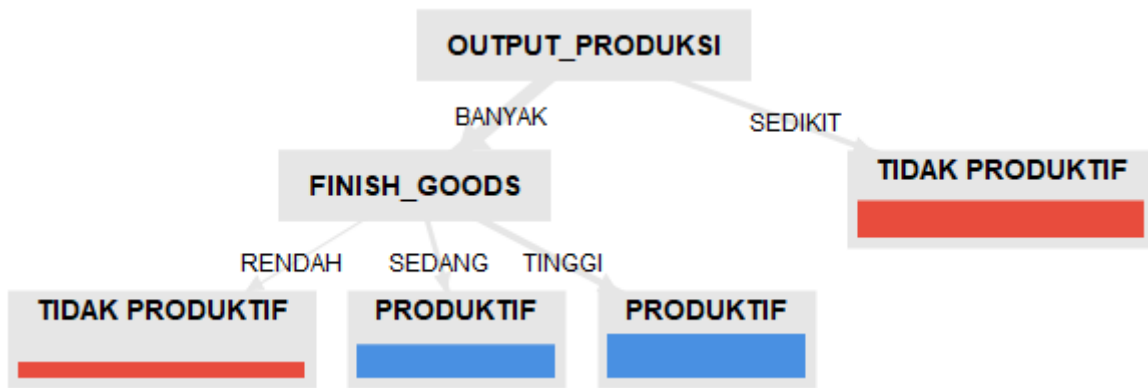 OUTPUT_PRODUKSI
BANYAK
SEDIKIT
FINISH_GOODS
TIDAK PRODUKTIF
RENDAH
SEDANG
TINGGI
TIDAK PRODUKTIF
PRODUKTIF
PRODUKTIF